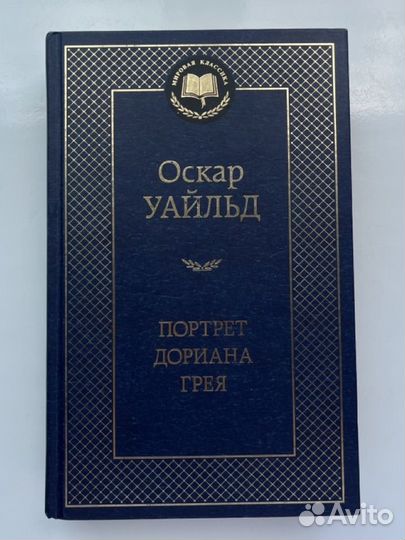 МИРОВАЯ КЛАССИКА
Оскар
УАЙЛЬД
ПОРТРЕТ
ДОРИАНА
ГРЕЯ
Avito